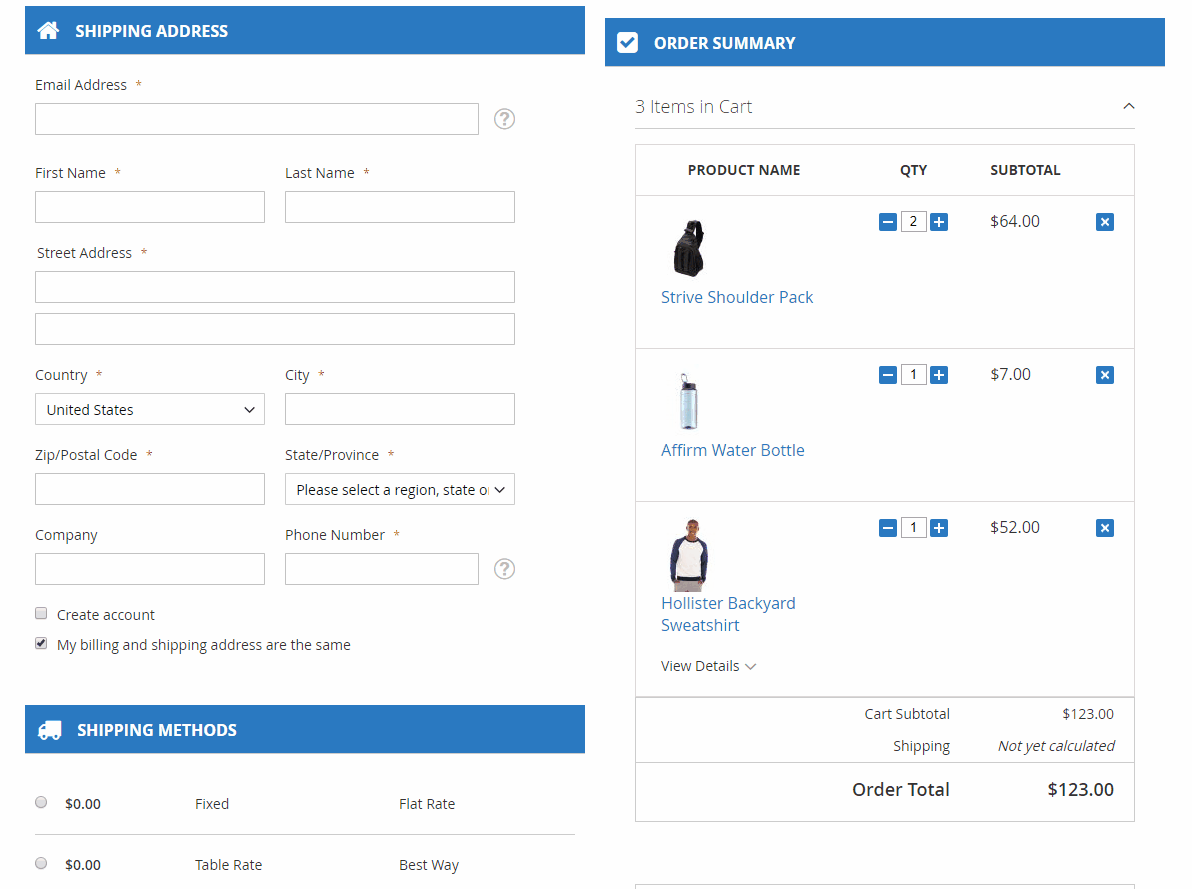 SHIPPING ADDRESS
Email Address *
?
First Name * Last Name *
Street Address *
Country * City *
United States
Zip/Postal Code * State/Province *
Please select a region, state o
Company Phone Number *
?
Create account
My billing and shipping address are the same
SHIPPING METHODS
$0.00 Fixed Flat Rate
$0.00 Table Rate Best Way
ORDER SUMMARY
3 Items in Cart
PRODUCT NAME QTY SUBTOTAL
2 $64.00
Strive Shoulder Pack
1 $7.00
Affirm Water Bottle
1 $52.00
Hollister Backyard
Sweatshirt
View Details
Cart Subtotal $123.00
Shipping Not yet calculated
Order Total $123.00